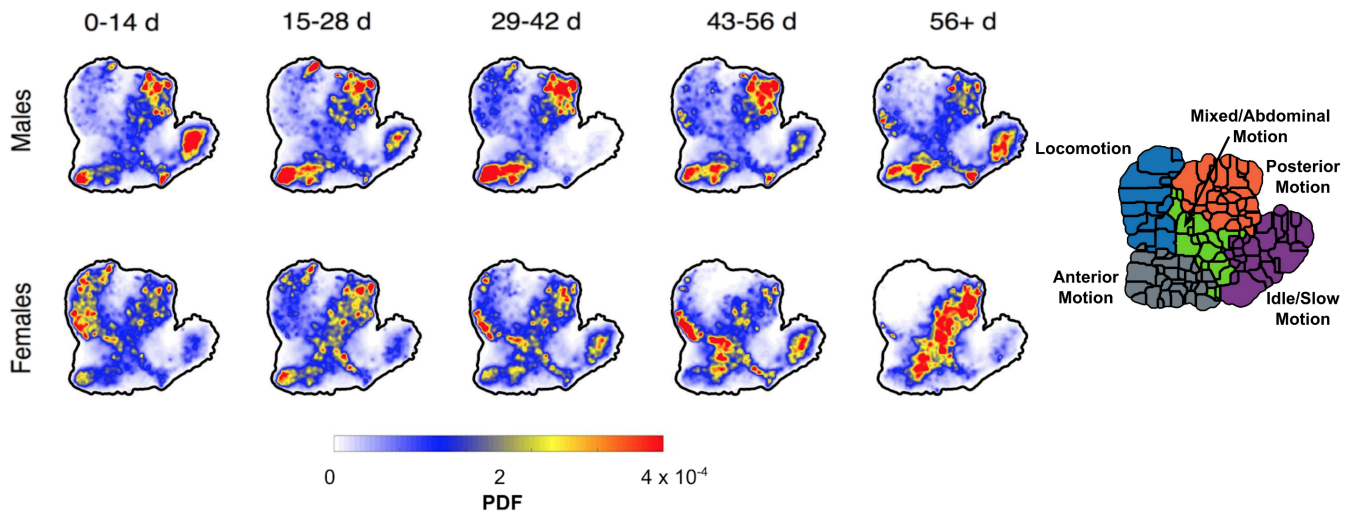 0-14 d
15-28 d
29-42 d
43-56 d
56+ d
Males
Females
Locomotion
Mixed/Abdominal
Motion
Posterior
Motion
Anterior
Motion
Idle/Slow
Motion
0
2
4 x 10⁻⁴
PDF